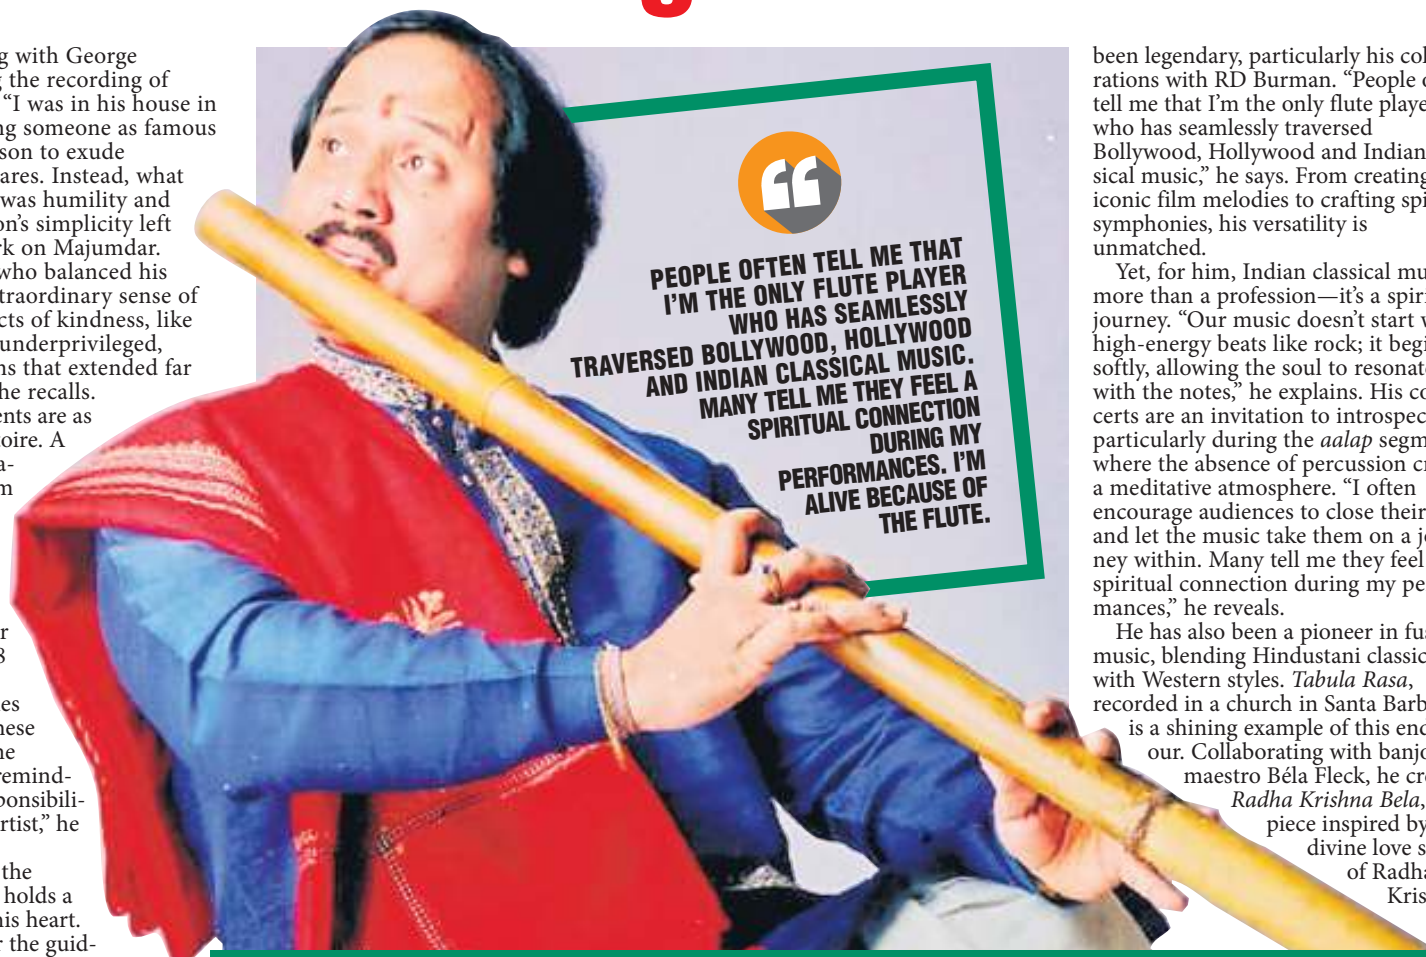 g with George
g the recording of
“I was in his house in
ng someone as famous
son to exude
ares. Instead, what
was humility and
on’s simplicity left
rk on Majumdar.
who balanced his
traordinary sense of
cts of kindness, like
underprivileged,
ns that extended far
he recalls.
ents are as
toire. A
a-
m
r
8
es
nese
ne
remind-
ponsibili-
rtist,” he
the
holds a
his heart.
r the guid-
PEOPLE OFTEN TELL ME THAT
I’M THE ONLY FLUTE PLAYER
WHO HAS SEAMLESSLY
TRAVERSED BOLLYWOOD, HOLLYWOOD
AND INDIAN CLASSICAL MUSIC.
MANY TELL ME THEY FEEL A
SPIRITUAL CONNECTION
DURING MY
PERFORMANCES. I’M
ALIVE BECAUSE OF
THE FLUTE.
been legendary, particularly his col
rations with RD Burman. “People o
tell me that I’m the only flute playe
who has seamlessly traversed
Bollywood, Hollywood and Indian
sical music,” he says. From creating
iconic film melodies to crafting spi
symphonies, his versatility is
unmatched.
Yet, for him, Indian classical mu
more than a profession—it’s a spiri
journey. “Our music doesn’t start w
high-energy beats like rock; it begi
softly, allowing the soul to resonate
with the notes,” he explains. His co
certs are an invitation to introspec
particularly during the aalap segm
where the absence of percussion cr
a meditative atmosphere. “I often
encourage audiences to close their
and let the music take them on a jo
ney within. Many tell me they feel
spiritual connection during my pe
mances,” he reveals.
He has also been a pioneer in fus
music, blending Hindustani classic
with Western styles. Tabula Rasa,
recorded in a church in Santa Barb
is a shining example of this end
our. Collaborating with banjo
maestro Béla Fleck, he cr
Radha Krishna Bela,
piece inspired by
divine love s
of Radha
Kris